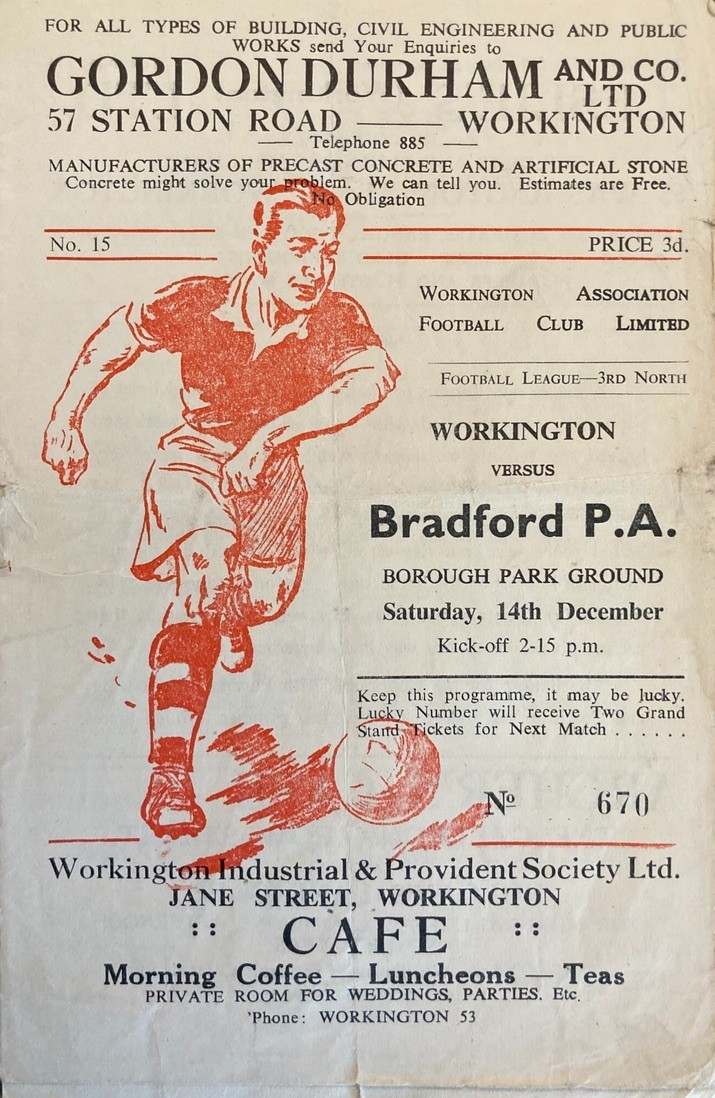 FOR ALL TYPES OF BUILDING, CIVIL ENGINEERING AND PUBLIC
WORKS send Your Enquiries to
GORDON DURHAM AND CO. LTD
57 STATION ROAD —— WORKINGTON
— Telephone 885 —
MANUFACTURERS OF PRECAST CONCRETE AND ARTIFICIAL STONE
Concrete might solve your problem. We can tell you. Estimates are Free.
No Obligation
No. 15 PRICE 3d.
WORKINGTON ASSOCIATION
FOOTBALL CLUB LIMITED
FOOTBALL LEAGUE—3RD NORTH
WORKINGTON
VERSUS
Bradford P.A.
BOROUGH PARK GROUND
Saturday, 14th December
Kick-off 2-15 p.m.
Keep this programme, it may be lucky.
Lucky Number will receive Two Grand
Stand Tickets for Next Match . . . . . .
Nº 670
Workington Industrial & Provident Society Ltd.
JANE STREET, WORKINGTON
:: CAFE ::
Morning Coffee — Luncheons — Teas
PRIVATE ROOM FOR WEDDINGS, PARTIES. Etc.
'Phone: WORKINGTON 53